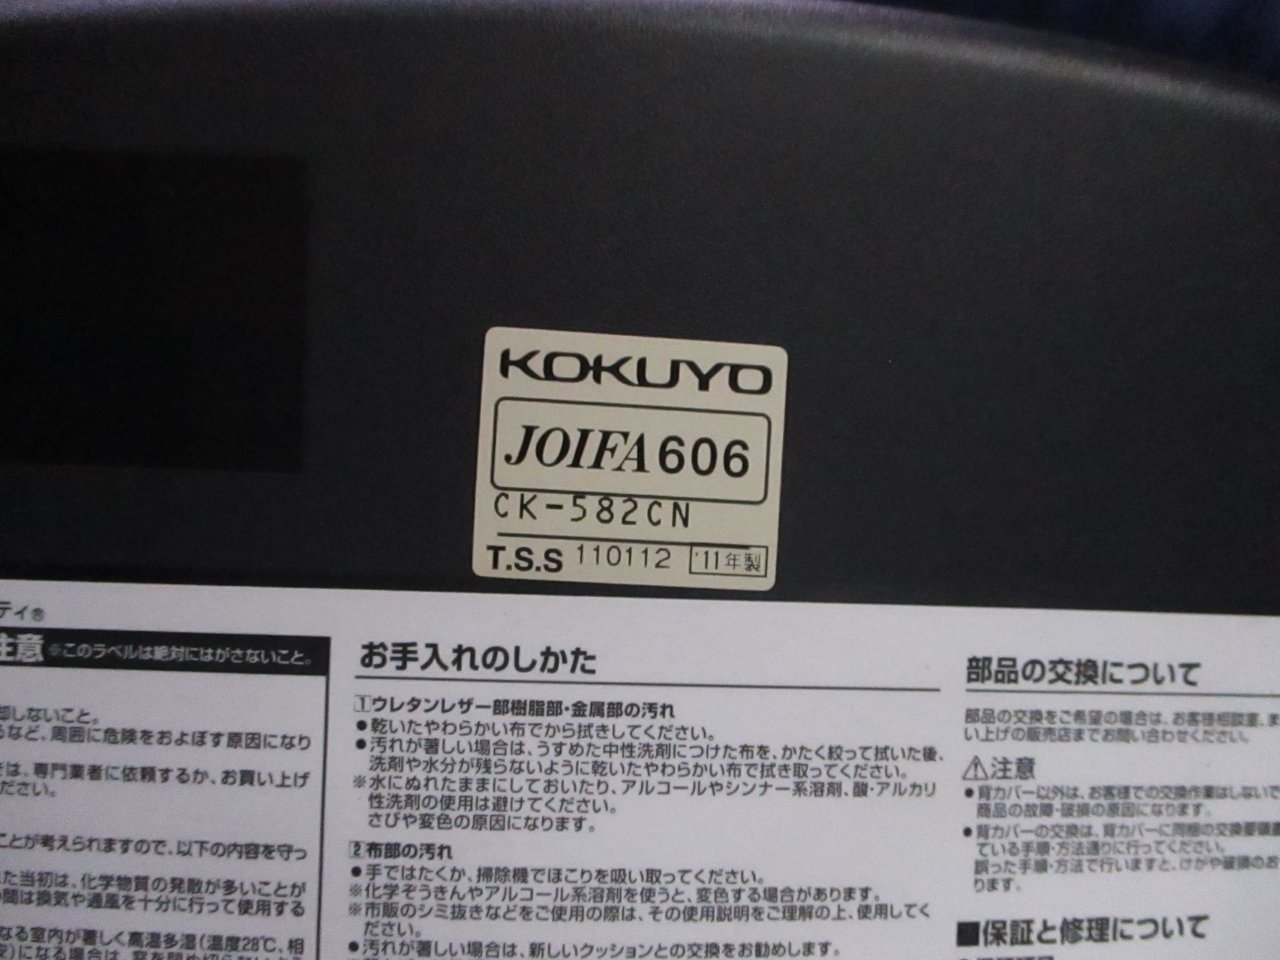 KOKUYO
JOIFA606
CK-582CN
T.S.S 110112 '11年製
ティ®
注意 ※このラベルは絶対にはがさないこと。
却しないこと。
るなど、周囲に危険をおよぼす原因になり
は、専門業者に依頼するか、お買い上げ
ださい。
ことが考えられますので、以下の内容を守っ
た当初は、化学物質の発散が多いことが
間は換気や通風を十分に行って使用する
なる室内が著しく高温多湿(温度28℃、相
お手入れのしかた
1 ウレタンレザー部樹脂部・金属部の汚れ
●乾いたやわらかい布でから拭きしてください。
●汚れが著しい場合は、うすめた中性洗剤につけた布を、かたく絞って拭いた後、
洗剤や水分が残らないように乾いたやわらかい布で拭き取ってください。
※水にぬれたままにしておいたり、アルコールやシンナー系溶剤、酸・アルカリ
性洗剤の使用は避けてください。
さびや変色の原因になります。
2 布部の汚れ
●手ではたくか、掃除機でほこりを吸い取ってください。
※化学ぞうきんやアルコール系溶剤を使うと、変色する場合があります。
※市販のシミ抜きなどをご使用の際は、その使用説明をご理解の上、使用してく
ださい。
●汚れが著しい場合は、新しいクッションとの交換をお勧めします。
部品の交換について
部品の交換をご希望の場合は、お客様相談室、ま
い上げの販売店までお問い合わせください。
⚠注意
●背カバー以外は、お客様での交換作業はしないで
商品の故障・破損の原因になります。
●背カバーの交換は、背カバーに同梱の交換要領書
ている手順・方法通りに行ってください。
誤った手順・方法で行いますと、けがや破損のお
ります。
■保証と修理について